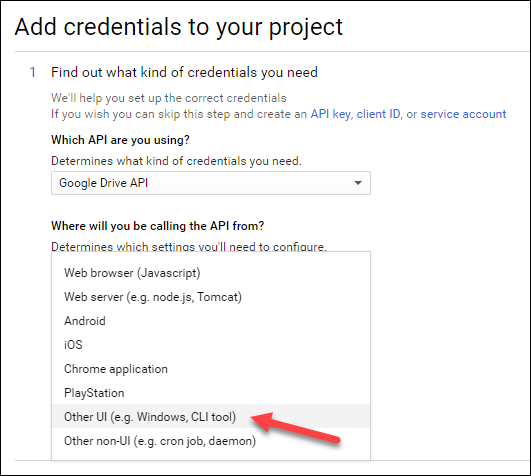 Add credentials to your project
1 Find out what kind of credentials you need
We'll help you set up the correct credentials
If you wish you can skip this step and create an API key, client ID, or service account
Which API are you using?
Determines what kind of credentials you need.
Google Drive API
Where will you be calling the API from?
Determines which settings you'll need to configure.
Web browser (Javascript)
Web server (e.g. node.js, Tomcat)
Android
iOS
Chrome application
PlayStation
Other UI (e.g. Windows, CLI tool)
Other non-UI (e.g. cron job, daemon)